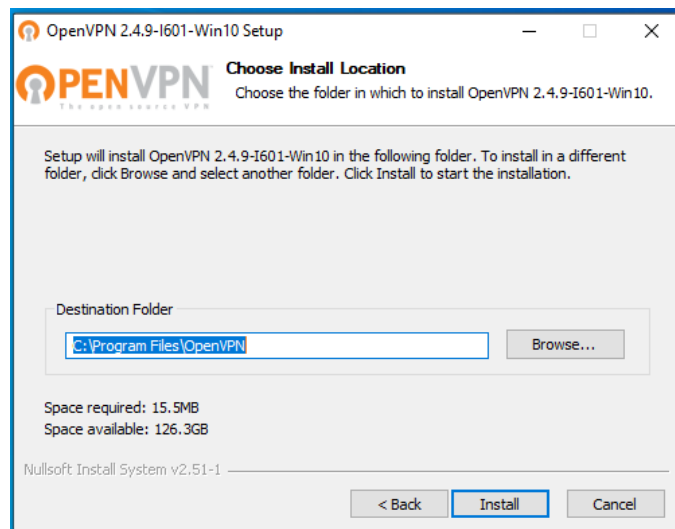 OpenVPN 2.4.9-I601-Win10 Setup
OPENVPN
The open source VPN
Choose Install Location
Choose the folder in which to install OpenVPN 2.4.9-I601-Win10.
Setup will install OpenVPN 2.4.9-I601-Win10 in the following folder. To install in a different
folder, click Browse and select another folder. Click Install to start the installation.
Destination Folder
C:\Program Files\OpenVPN
Browse...
Space required: 15.5MB
Space available: 126.3GB
Nullsoft Install System v2.51-1
< Back
Install
Cancel